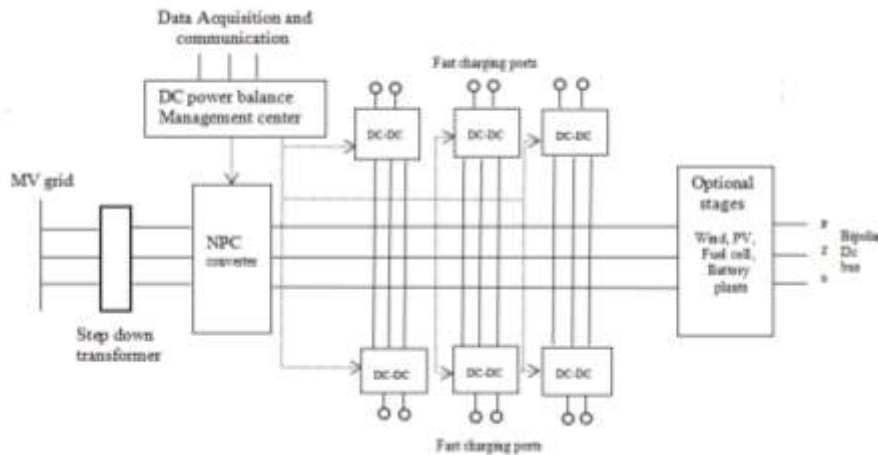 Data Acquisition and
communication
Fast charging ports
DC power balance
Management center
DC-DC
DC-DC
DC-DC
MV grid
NPC
converter
Optional
stages
Wind, PV,
Fuel cell,
Battery
plants
Bipolar
Dc
bus
Step down
transformer
DC-DC
DC-DC
DC-DC
Fast charging ports